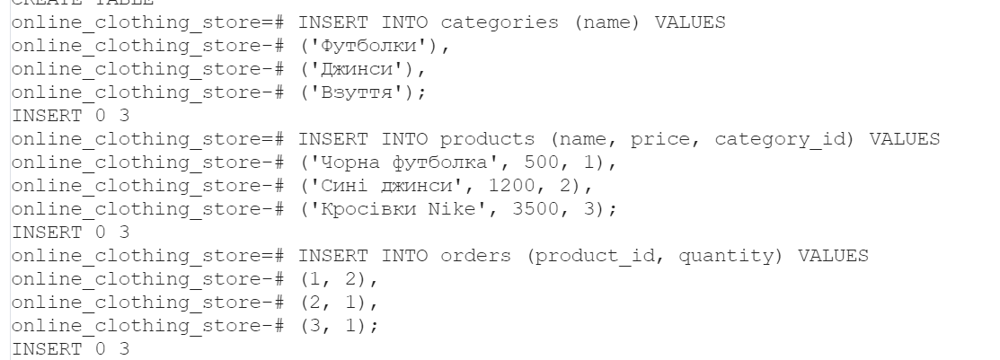 CREATE TABLE
online_clothing_store=# INSERT INTO categories (name) VALUES
online_clothing_store-# ('Футболки'),
online_clothing_store-# ('Джинси'),
online_clothing_store-# ('Взуття');
INSERT 0 3
online_clothing_store=# INSERT INTO products (name, price, category_id) VALUES
online_clothing_store-# ('Чорна футболка', 500, 1),
online_clothing_store-# ('Сині джинси', 1200, 2),
online_clothing_store-# ('Кросівки Nike', 3500, 3);
INSERT 0 3
online_clothing_store=# INSERT INTO orders (product_id, quantity) VALUES
online_clothing_store-# (1, 2),
online_clothing_store-# (2, 1),
online_clothing_store-# (3, 1);
INSERT 0 3